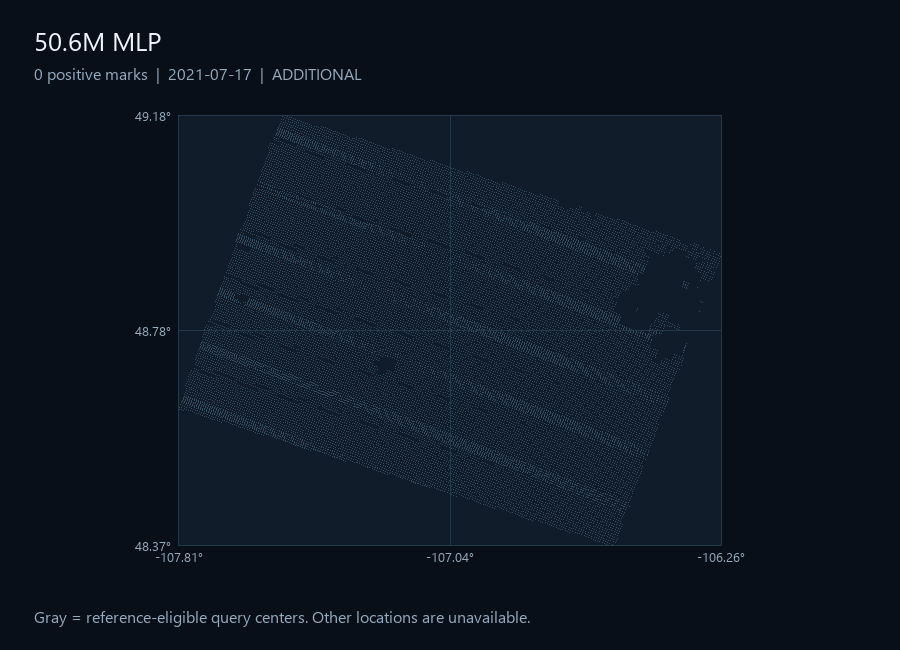 50.6M MLP
0 positive marks | 2021-07-17 | ADDITIONAL
49.18°
48.78°
48.37°
-107.81°
-107.04°
-106.26°
Gray = reference-eligible query centers. Other locations are unavailable.